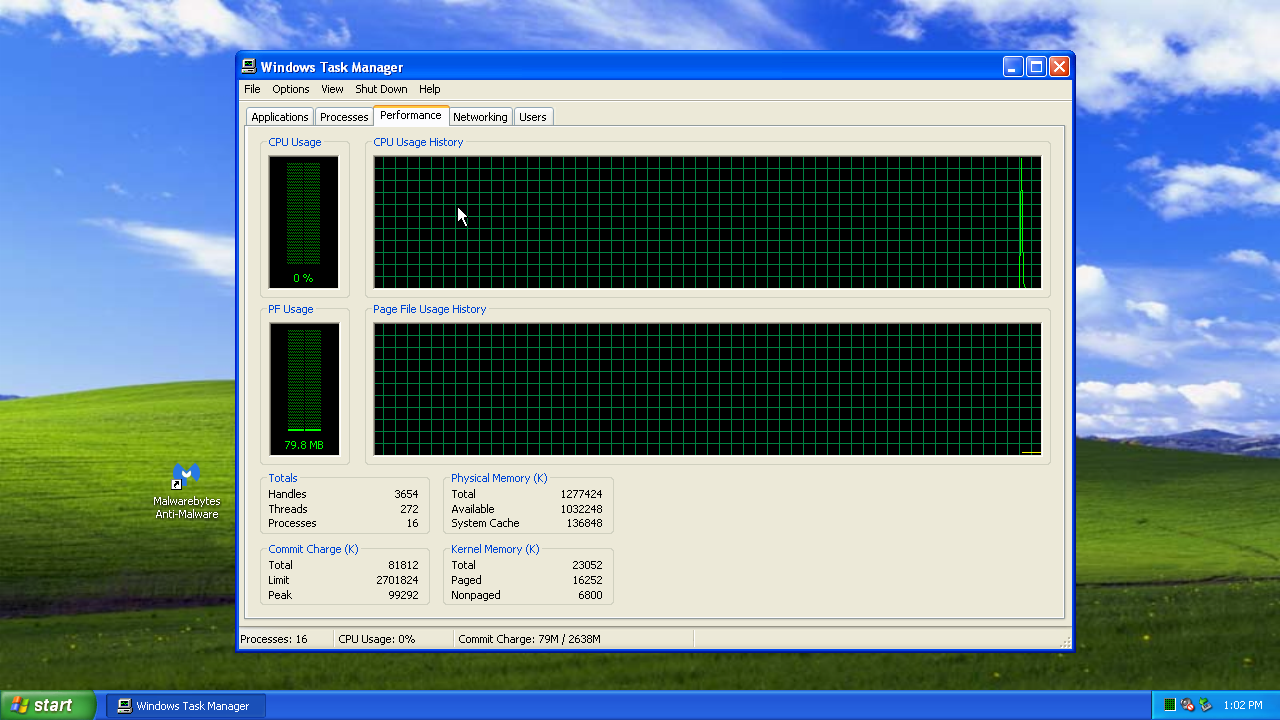 Windows Task Manager
File Options View Shut Down Help
Applications Processes Performance Networking Users
CPU Usage
0 %
CPU Usage History
PF Usage
79.8 MB
Page File Usage History
Totals
Handles 3654
Threads 272
Processes 16
Physical Memory (K)
Total 1277424
Available 1032248
System Cache 136848
Commit Charge (K)
Total 81812
Limit 2701824
Peak 99292
Kernel Memory (K)
Total 23052
Paged 16252
Nonpaged 6800
Processes: 16 CPU Usage: 0% Commit Charge: 79M / 2638M
Malwarebytes
Anti-Malware
start Windows Task Manager 1:02 PM